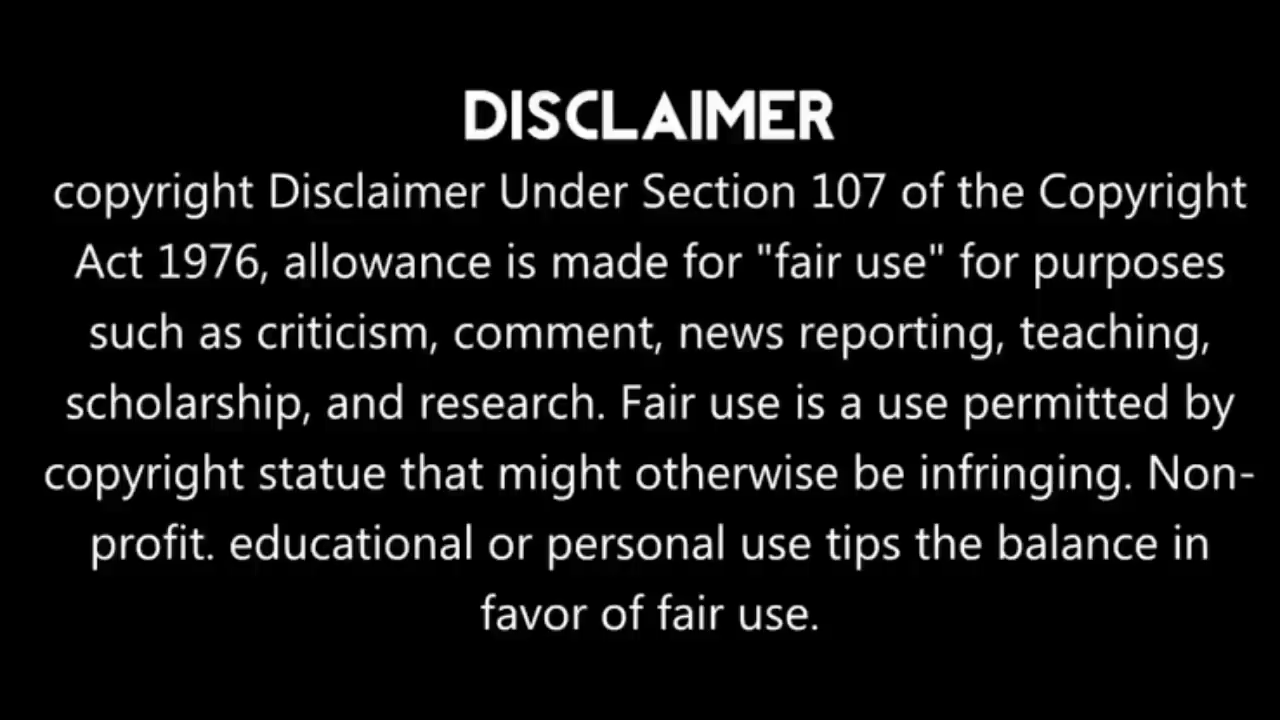 DISCLAIMER
copyright Disclaimer Under Section 107 of the Copyright
Act 1976, allowance is made for "fair use" for purposes
such as criticism, comment, news reporting, teaching,
scholarship, and research. Fair use is a use permitted by
copyright statue that might otherwise be infringing. Non-
profit. educational or personal use tips the balance in
favor of fair use.